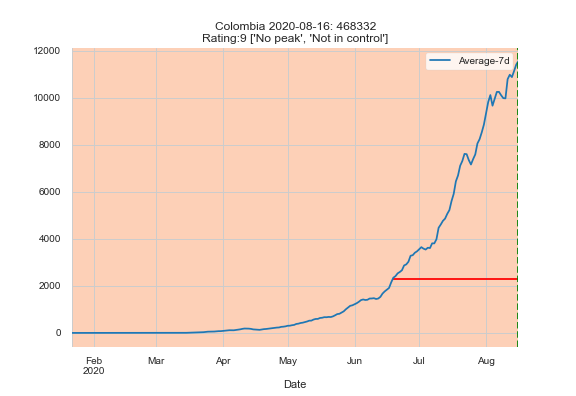 Colombia 2020-08-16: 468332
Rating:9 ['No peak', 'Not in control']
Average-7d
12000
10000
8000
6000
4000
2000
0
Feb
2020
Mar
Apr
May
Jun
Jul
Aug
Date